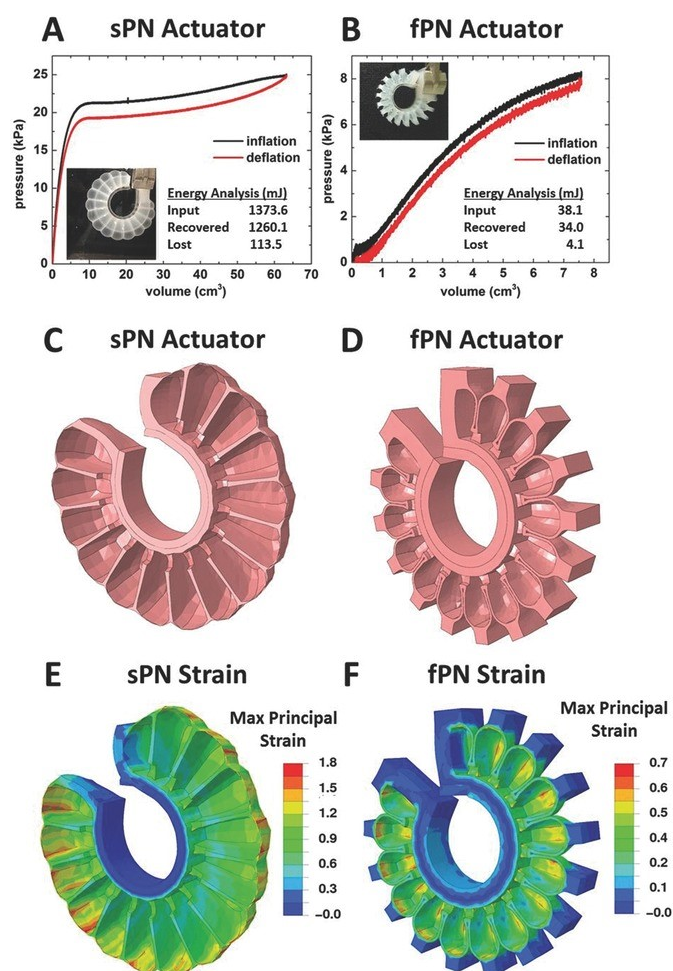 A sPN Actuator
25
20
15
10
5
0
pressure (kPa)
inflation
deflation
Energy Analysis (mJ)
Input 1373.6
Recovered 1260.1
Lost 113.5
0 10 20 30 40 50 60 70
volume (cm³)
B fPN Actuator
8
6
4
2
0
pressure (kPa)
inflation
deflation
Energy Analysis (mJ)
Input 38.1
Recovered 34.0
Lost 4.1
0 1 2 3 4 5 6 7 8
volume (cm³)
C sPN Actuator
D fPN Actuator
E sPN Strain
Max Principal
Strain
1.8
1.5
1.2
0.9
0.6
0.3
–0.0
F fPN Strain
Max Principal
Strain
0.7
0.6
0.5
0.4
0.2
0.1
–0.0